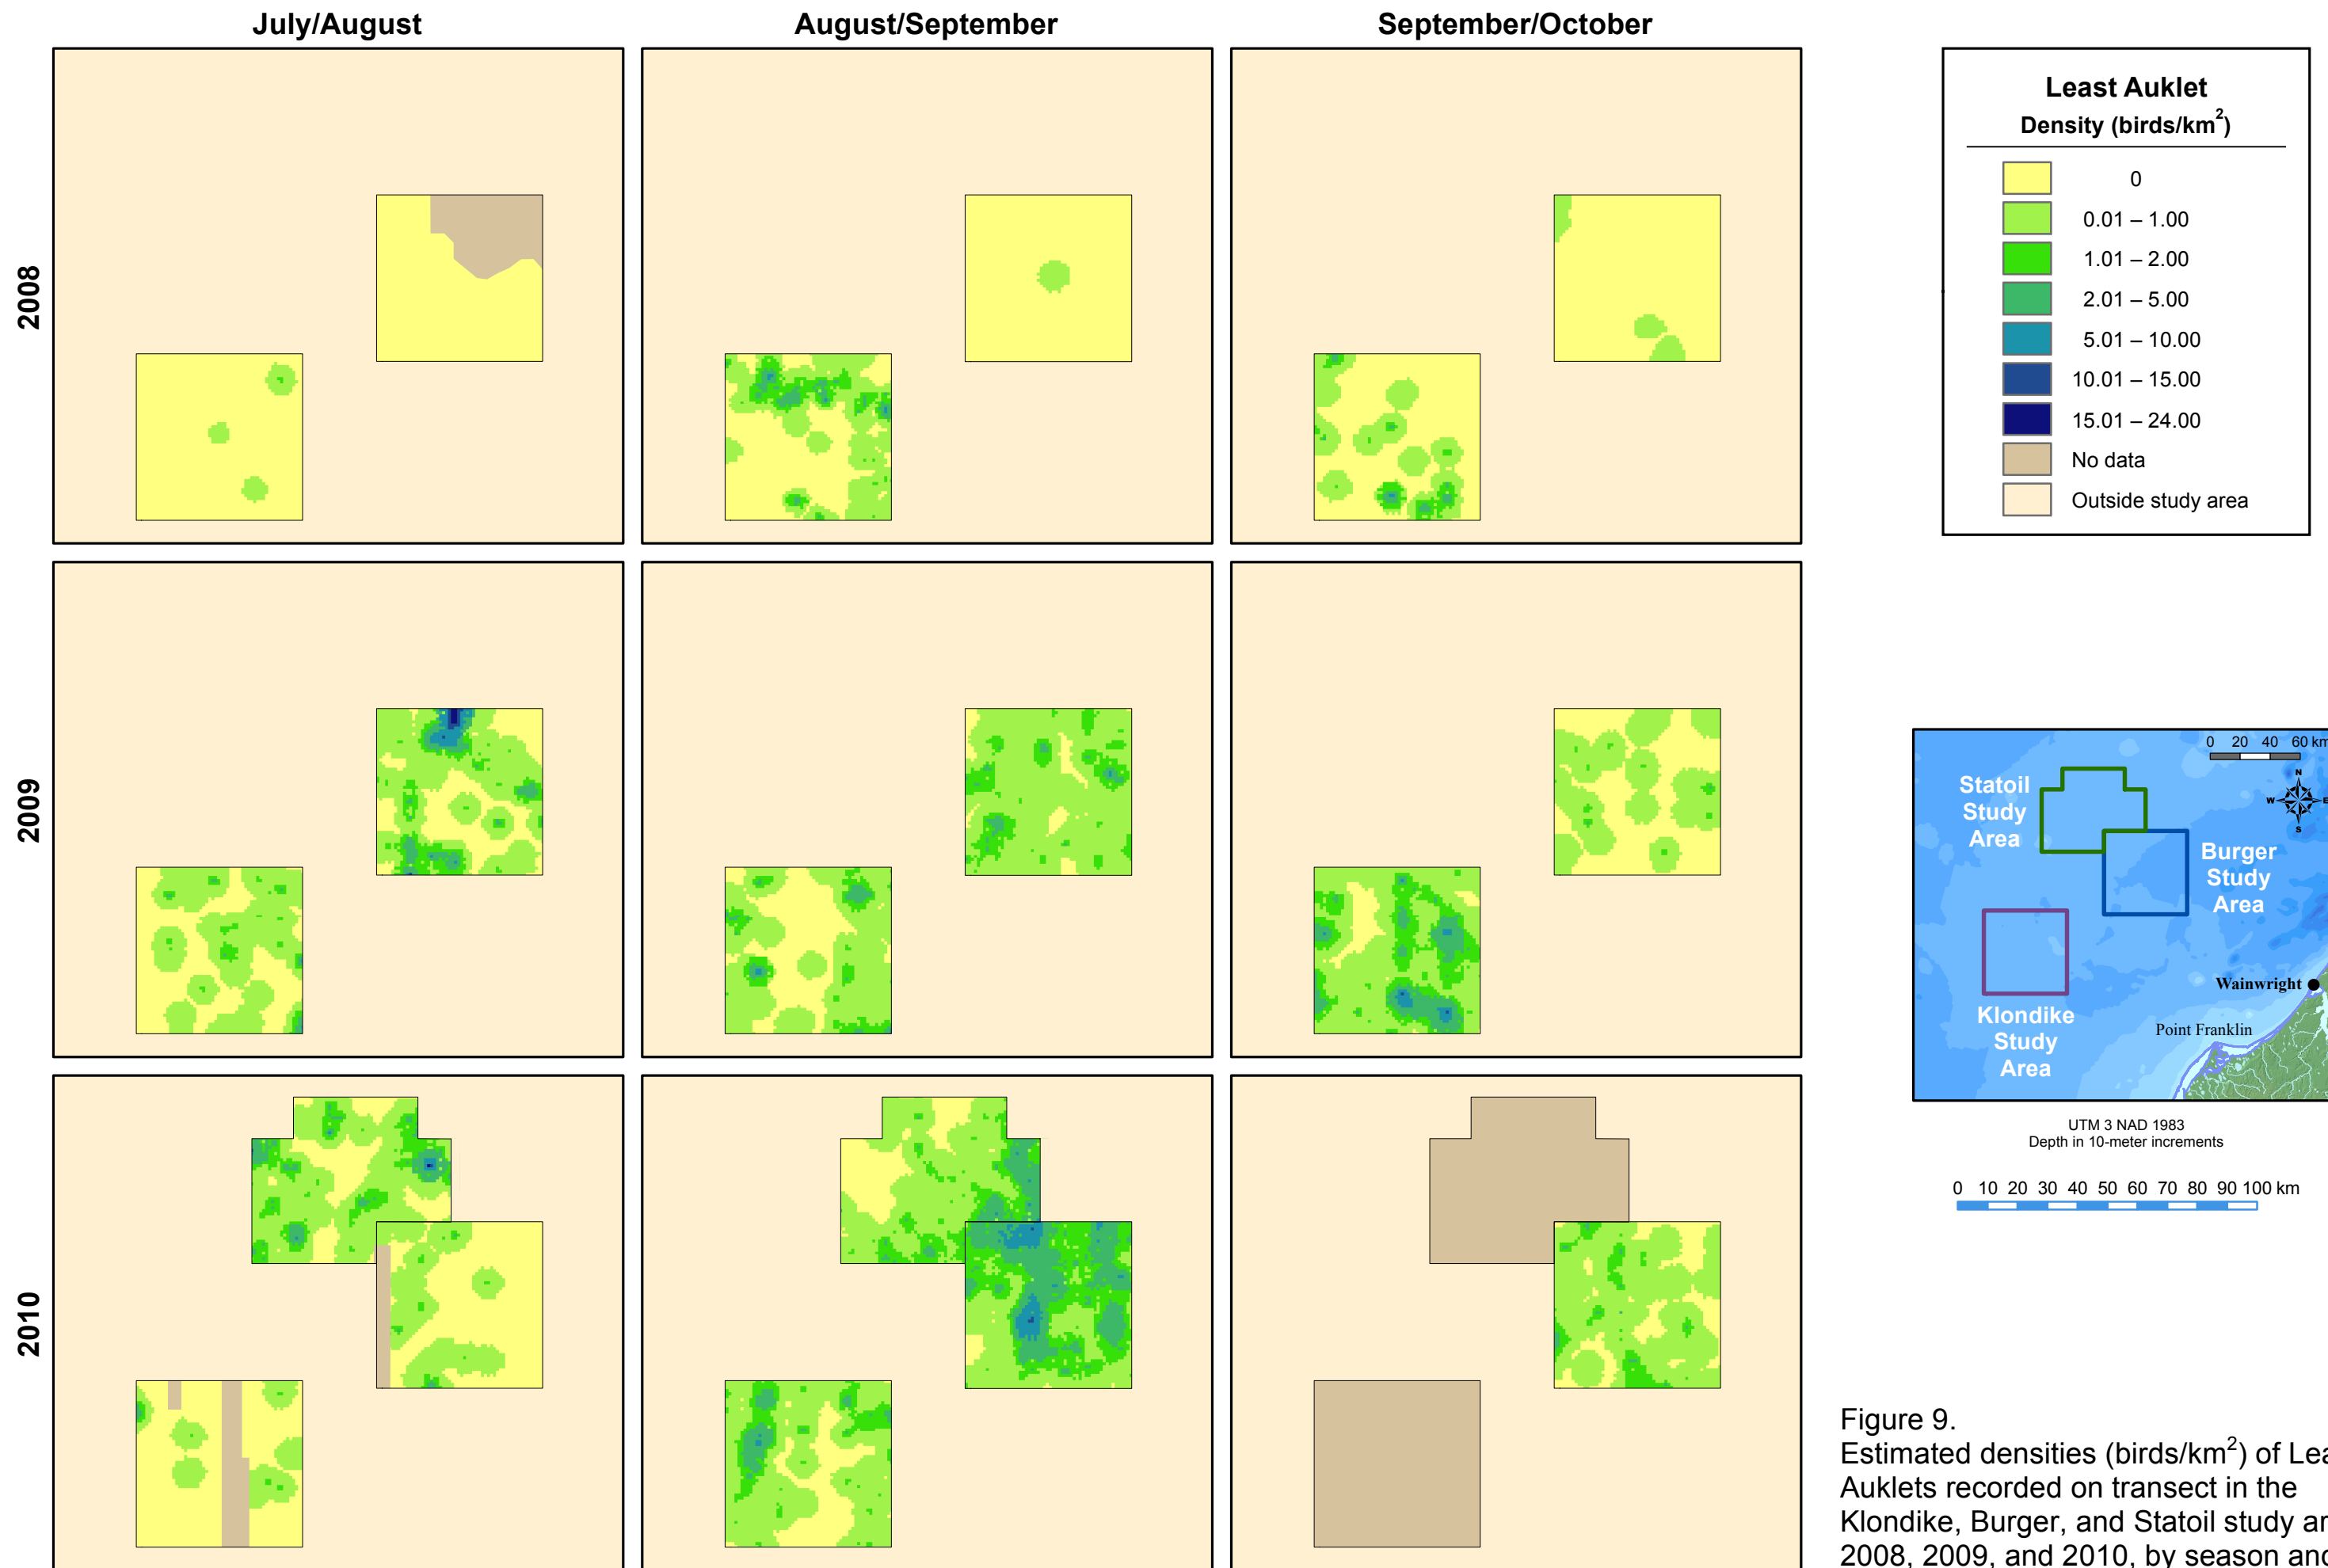 July/August
August/September
September/October
2008
2009
2010
Least Auklet
Density (birds/km²)
0
0.01 – 1.00
1.01 – 2.00
2.01 – 5.00
5.01 – 10.00
10.01 – 15.00
15.01 – 24.00
No data
Outside study area
0 20 40 60 km
N
W E
S
Statoil
Study
Area
Burger
Study
Area
Wainwright
Klondike
Study
Area
Point Franklin
UTM 3 NAD 1983
Depth in 10-meter increments
0 10 20 30 40 50 60 70 80 90 100 km
Figure 9.
Estimated densities (birds/km²) of
Auklets recorded on transect in the
Klondike, Burger, and Statoil study
2008, 2009, and 2010, by season